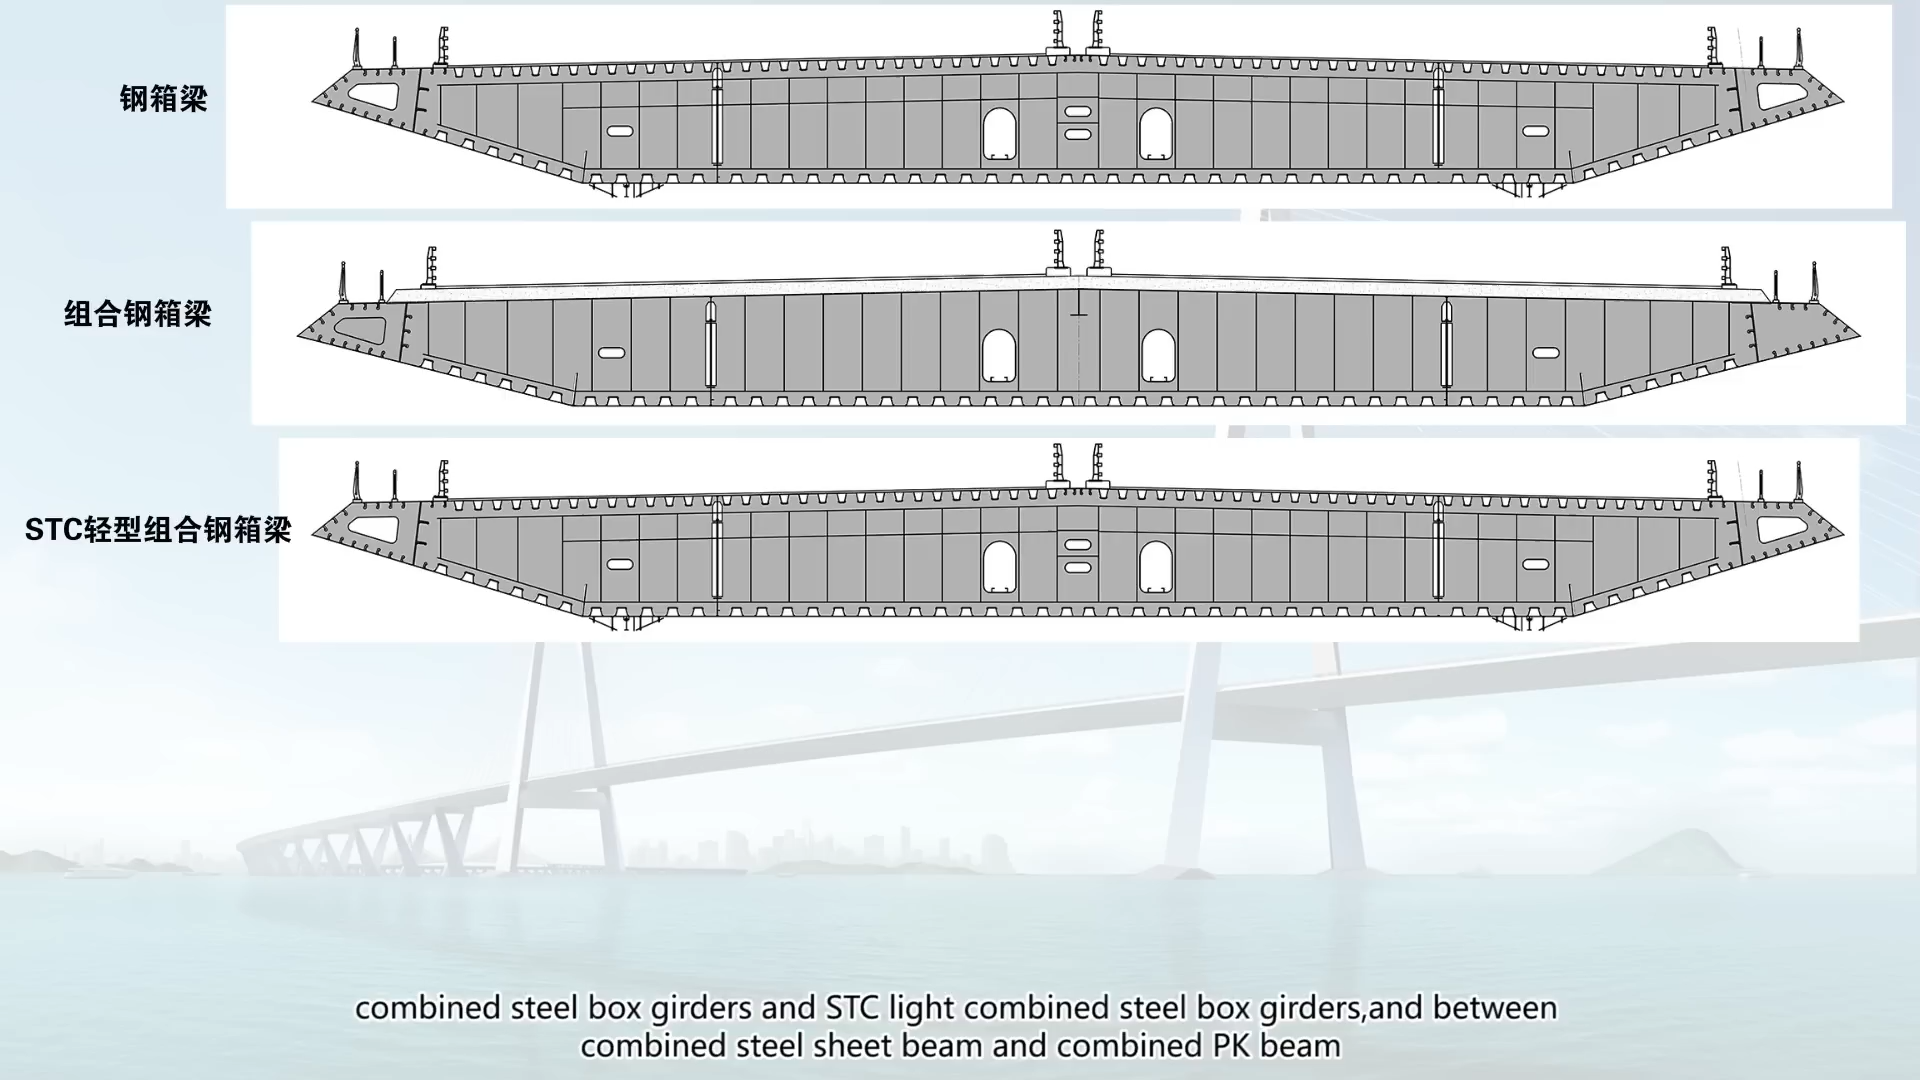 钢箱梁
组合钢箱梁
STC轻型组合钢箱梁
combined steel box girders and STC light combined steel box girders,and between
combined steel sheet beam and combined PK beam